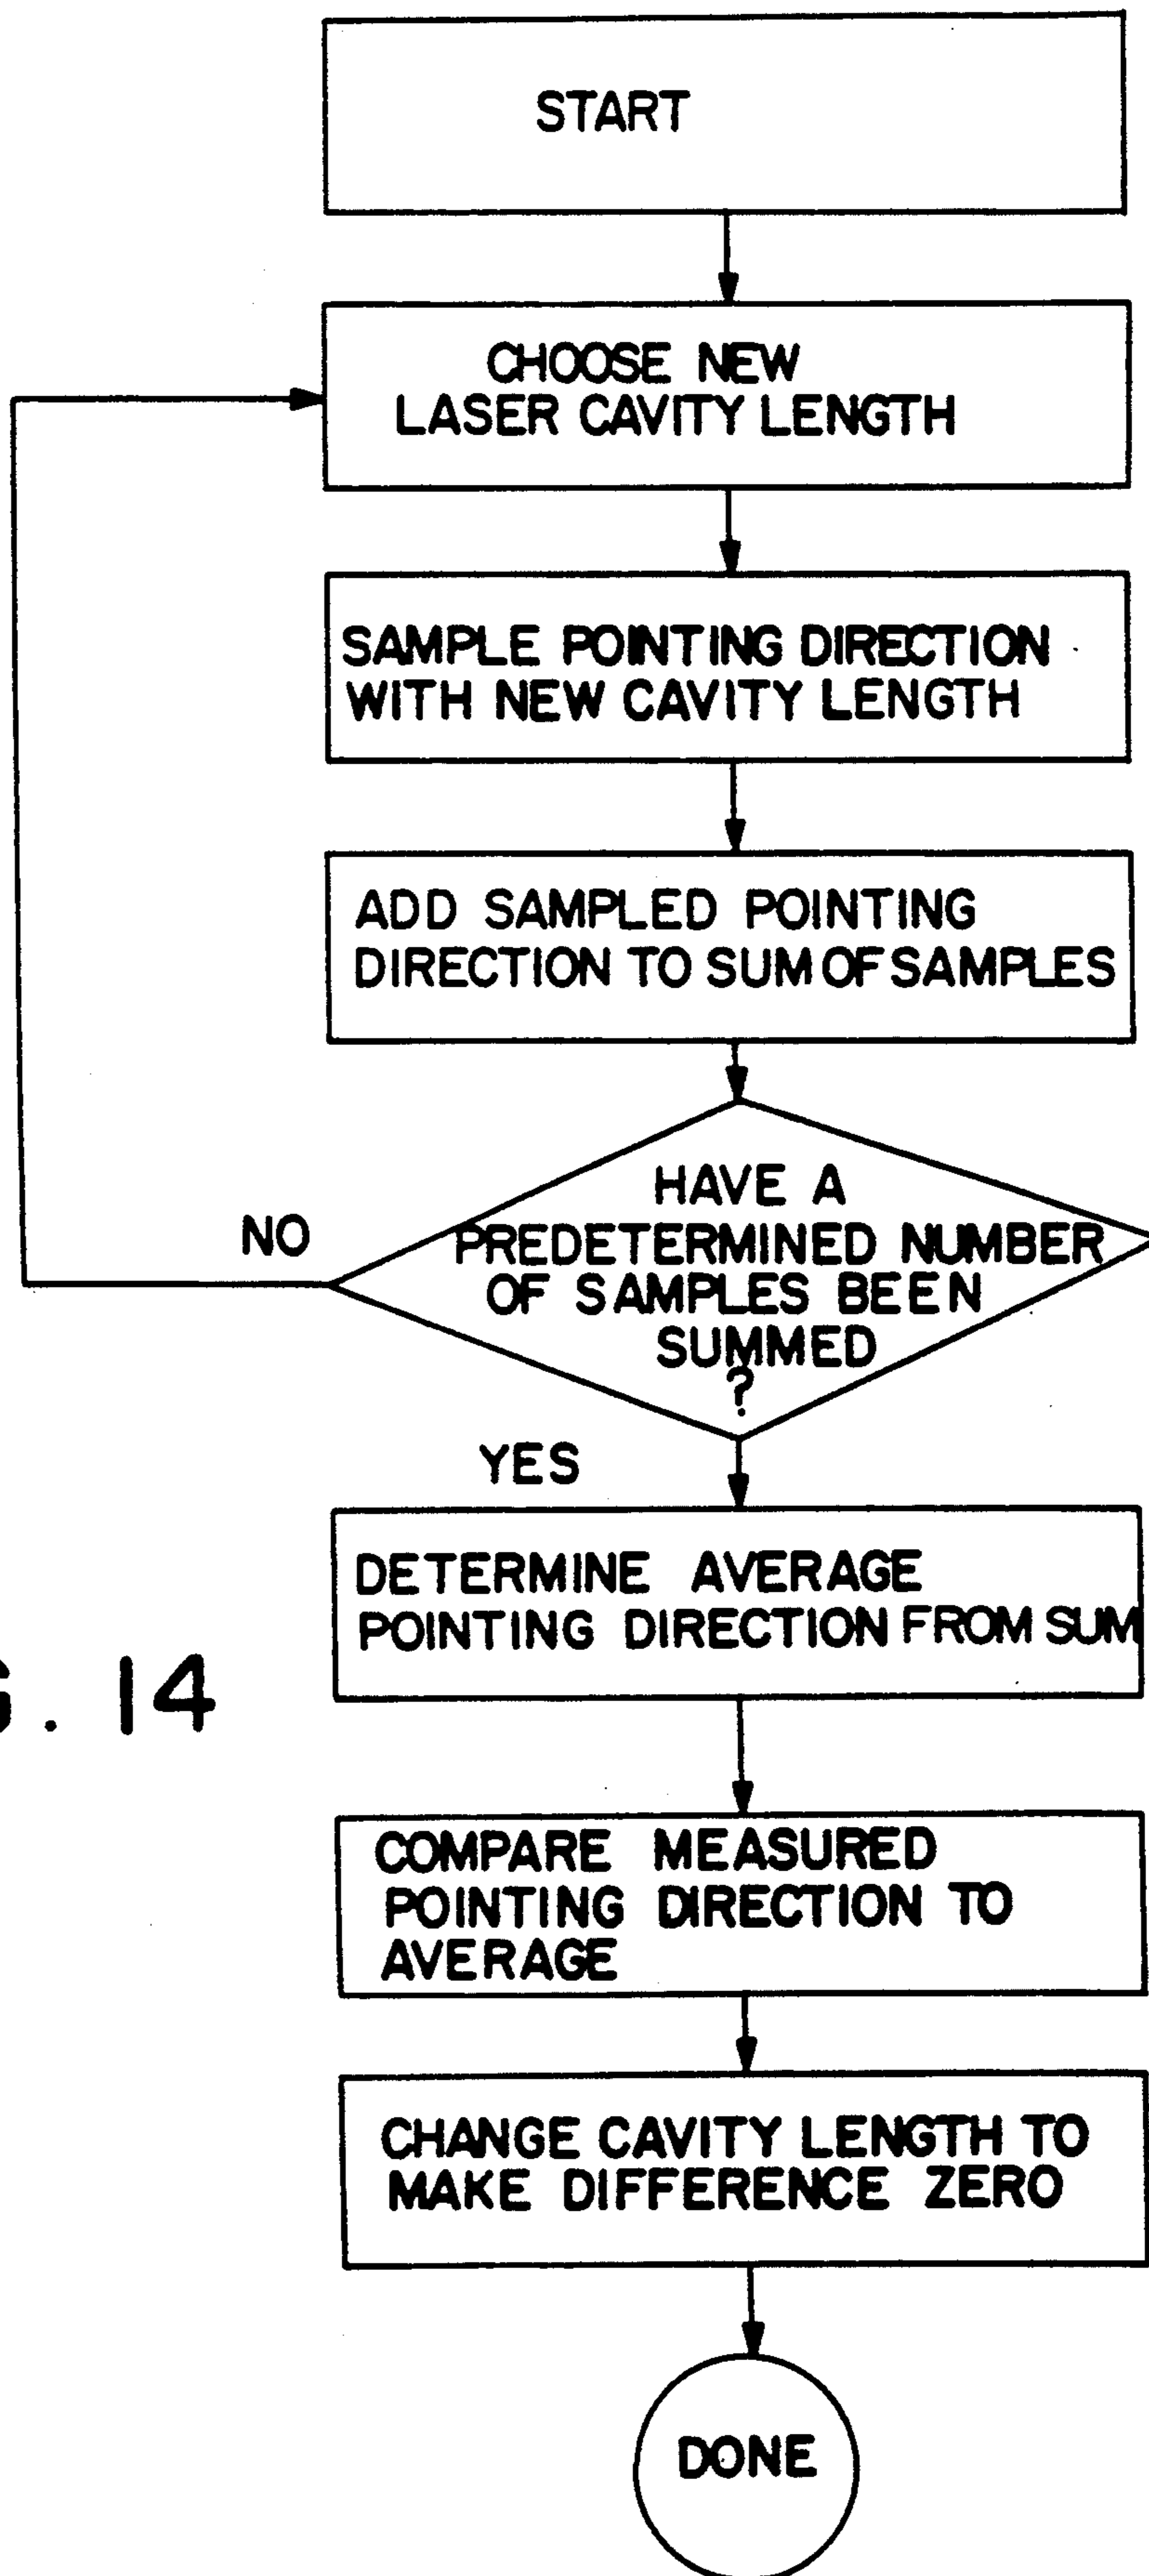 START
CHOOSE NEW
LASER CAVITY LENGTH
SAMPLE POINTING DIRECTION
WITH NEW CAVITY LENGTH
ADD SAMPLED POINTING
DIRECTION TO SUM OF SAMPLES
HAVE A
PREDETERMINED NUMBER
OF SAMPLES BEEN
SUMMED
?
NO
YES
DETERMINE AVERAGE
POINTING DIRECTION FROM SUM
G. 14
COMPARE MEASURED
POINTING DIRECTION TO
AVERAGE
CHANGE CAVITY LENGTH TO
MAKE DIFFERENCE ZERO
DONE